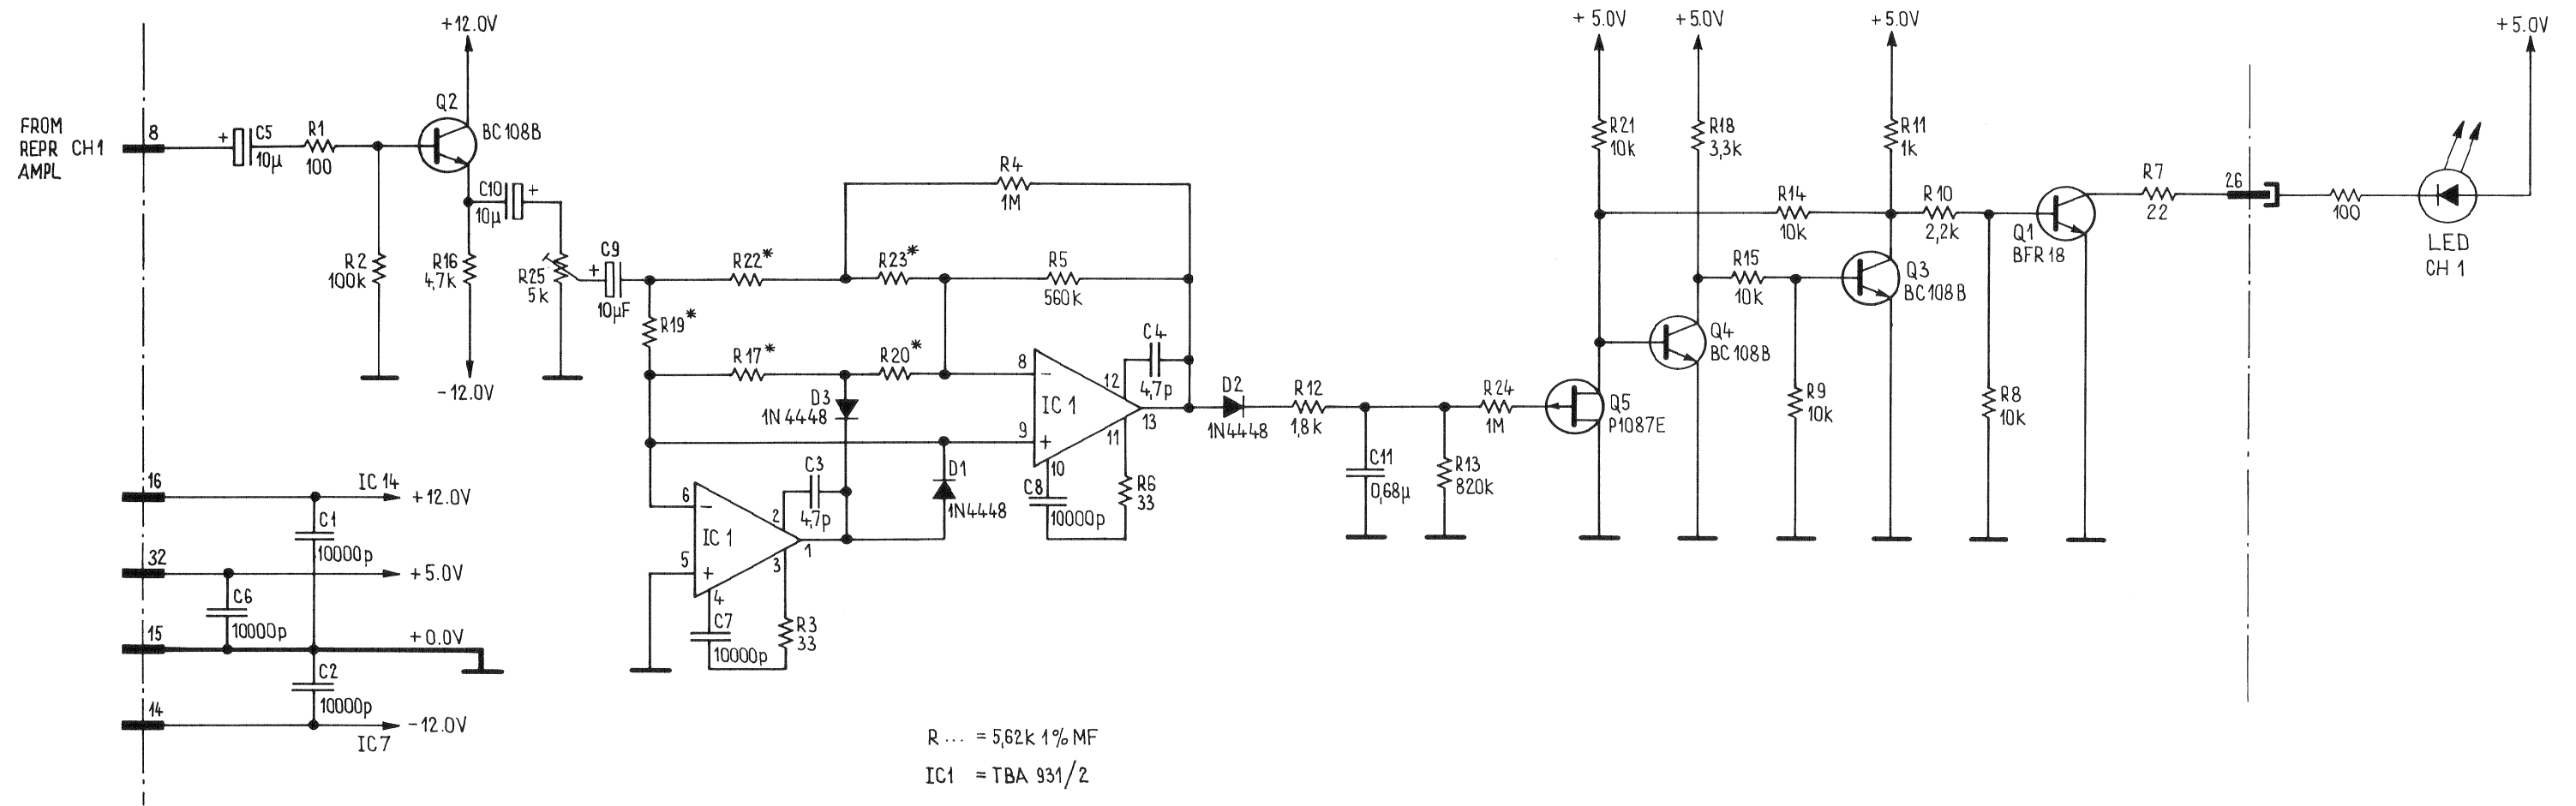 +12.0V
+ 5.0V
+5.0V
+5.0V
+5.0V
FROM
REPR CH1
AMPL
8
+
C5
10µ
R1
100
Q2
BC108B
R2
100k
C10
+
10µ
R16
4,7k
-12.0V
R25
5k
C9
+
10µF
R4
1M
R22*
R23*
R5
560k
R19*
R17*
R20*
D3
1N4448
8
-
9
+
IC 1
12
C4
4,7p
13
11
10
C8
10000p
R6
33
D1
1N4448
C3
4,7p
6
-
5
+
IC 1
2
1
3
4
C7
10000p
R3
33
D2
1N4448
R12
1,8k
C11
0,68µ
R13
820k
R24
1M
Q5
P1087E
R21
10k
R18
3,3k
R11
1k
R14
10k
R10
2,2k
R15
10k
Q4
BC108B
Q3
BC108B
R9
10k
R8
10k
Q1
BFR18
R7
22
26
100
LED
CH 1
16
IC 14
+12.0V
C1
10000p
32
+5.0V
C6
10000p
15
+0.0V
C2
10000p
14
-12.0V
IC7
R ... = 5,62k 1% MF
IC1 = TBA 931/2